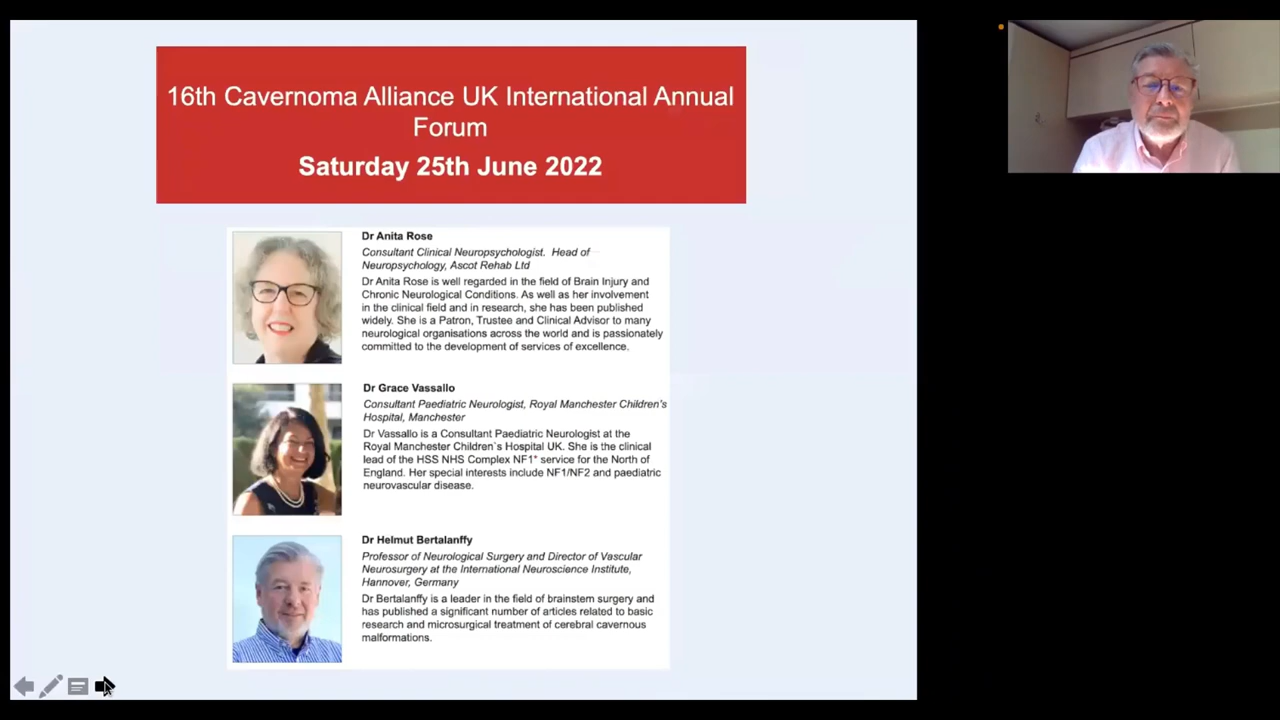 16th Cavernoma Alliance UK International Annual
Forum
Saturday 25th June 2022
Dr Anita Rose
Consultant Clinical Neuropsychologist. Head of
Neuropsychology, Ascot Rehab Ltd
Dr Anita Rose is well regarded in the field of Brain Injury and
Chronic Neurological Conditions. As well as her involvement
in the clinical field and in research, she has been published
widely. She is a Patron, Trustee and Clinical Advisor to many
neurological organisations across the world and is passionately
committed to the development of services of excellence.
Dr Grace Vassallo
Consultant Paediatric Neurologist, Royal Manchester Children's
Hospital, Manchester
Dr Vassallo is a Consultant Paediatric Neurologist at the
Royal Manchester Children`s Hospital UK. She is the clinical
lead of the HSS NHS Complex NF1* service for the North of
England. Her special interests include NF1/NF2 and paediatric
neurovascular disease.
Dr Helmut Bertalanffy
Professor of Neurological Surgery and Director of Vascular
Neurosurgery at the International Neuroscience Institute,
Hannover, Germany
Dr Bertalanffy is a leader in the field of brainstem surgery and
has published a significant number of articles related to basic
research and microsurgical treatment of cerebral cavernous
malformations.